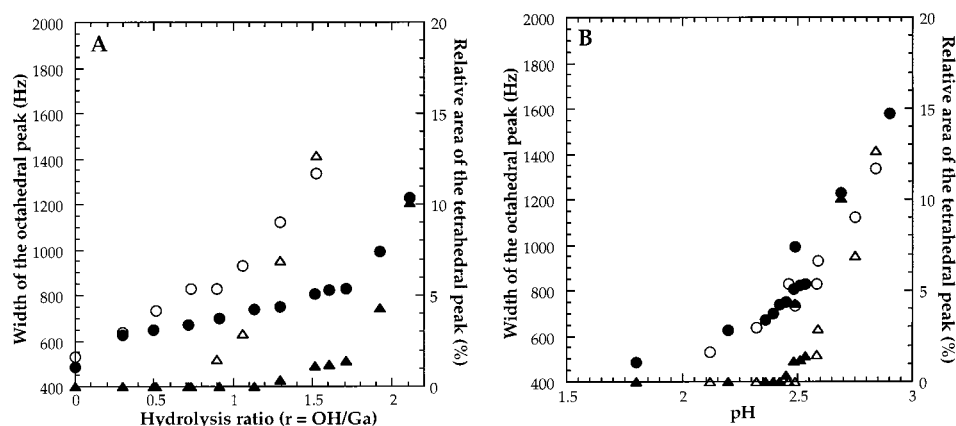 A
Width of the octahedral peak (Hz)
2000
1800
1600
1400
1200
1000
800
600
400
0 0.5 1 1.5 2
Hydrolysis ratio (r = OH/Ga)
20
15
10
5
0
Relative area of the tetrahedral peak (%)
B
Width of the octahedral peak (Hz)
2000
1800
1600
1400
1200
1000
800
600
400
1.5 2 2.5 3
pH
20
15
10
5
0
Relative area of the tetrahedral peak (%)